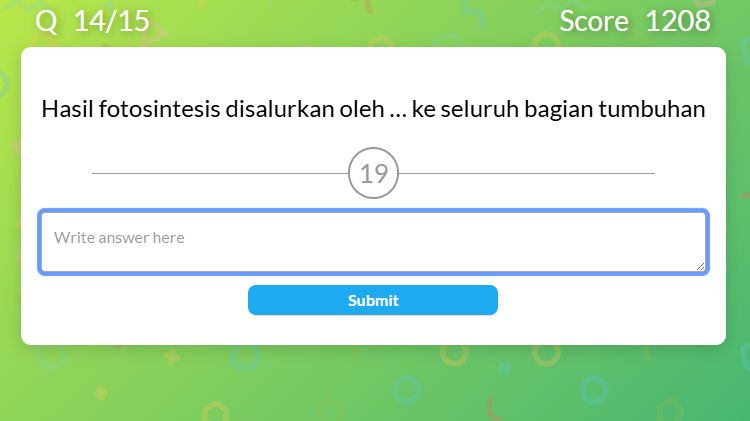 Q 14/15
Score 1208
Hasil fotosintesis disalurkan oleh ... ke seluruh bagian tumbuhan
19
Write answer here
Submit